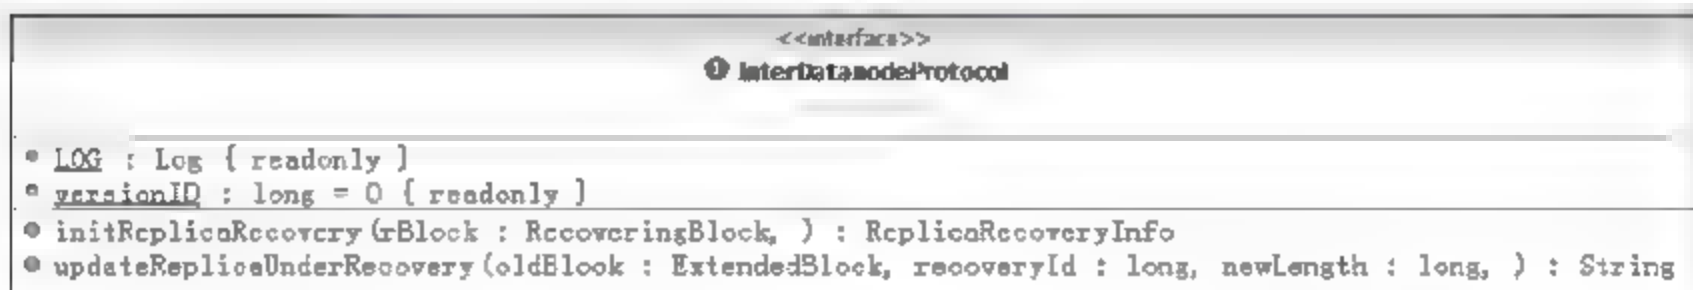 <<interface>>
InterDatanodeProtocol
LOG : Log { readonly }
versionID : long = 0 { readonly }
initReplicaRecovery(rBlock : RecoveringBlock, ) : ReplicaRecoveryInfo
updateReplicaUnderRecovery(oldBlock : ExtendedBlock, recoveryId : long, newLength : long, ) : String